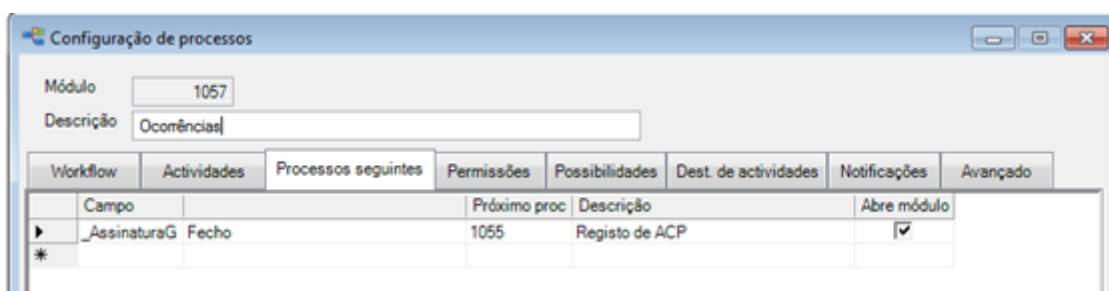 Configuração de processos
Módulo 1057
Descrição Ocorrências
Workflow Actividades Processos seguintes Permissões Possibilidades Dest. de actividades Notificações Avançado
Campo Próximo proc Descrição Abre módulo
_AssinaturaG Fecho 1055 Registo de ACP